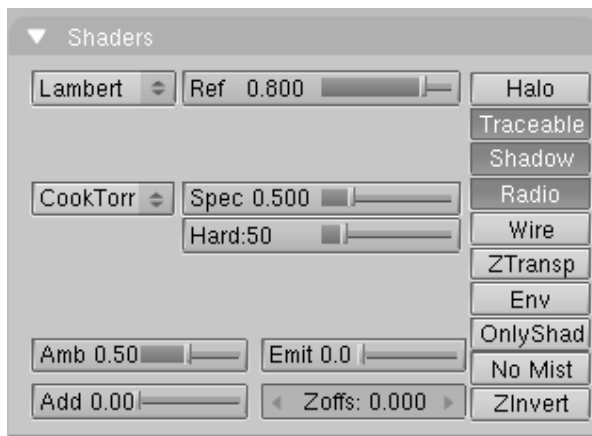 Shaders
Lambert Ref 0.800 Halo
Traceable
Shadow
CookTorr Spec 0.500 Radio
Hard:50 Wire
ZTransp
Env
OnlyShad
Amb 0.50 Emit 0.0 No Mist
Add 0.00 Zoffs: 0.000 ZInvert